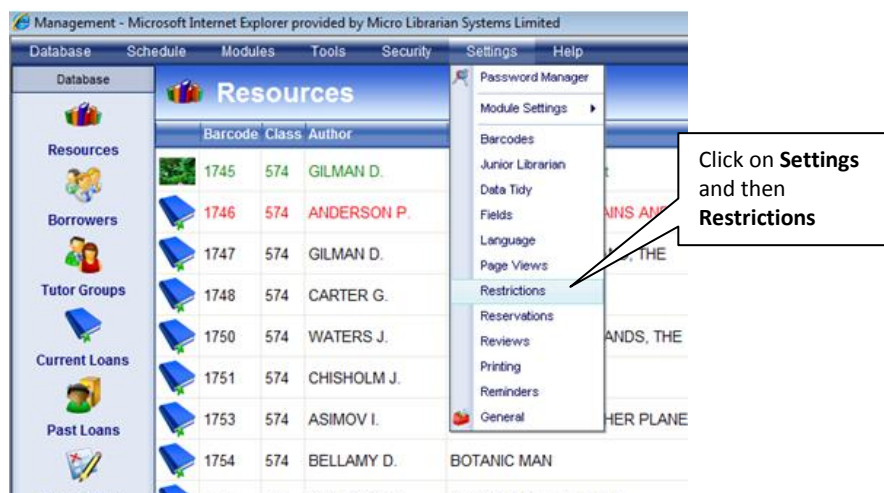 Management - Microsoft Internet Explorer provided by Micro Librarian Systems Limited
Database Schedule Modules Tools Security Settings Help
Database
Resources
Borrowers
Tutor Groups
Current Loans
Past Loans
Resources
Barcode Class Author
1745 574 GILMAN D.
1746 574 ANDERSON P. AINS AN
1747 574 GILMAN D. THE
1748 574 CARTER G.
1750 574 WATERS J. ANDS, THE
1751 574 CHISHOLM J.
1753 574 ASIMOV I. HER PLANE
1754 574 BELLAMY D. BOTANIC MAN
Password Manager
Module Settings
Barcodes
Junior Librarian
Data Tidy
Fields
Language
Page Views
Restrictions
Reservations
Reviews
Printing
Reminders
General
Click on Settings
and then
Restrictions